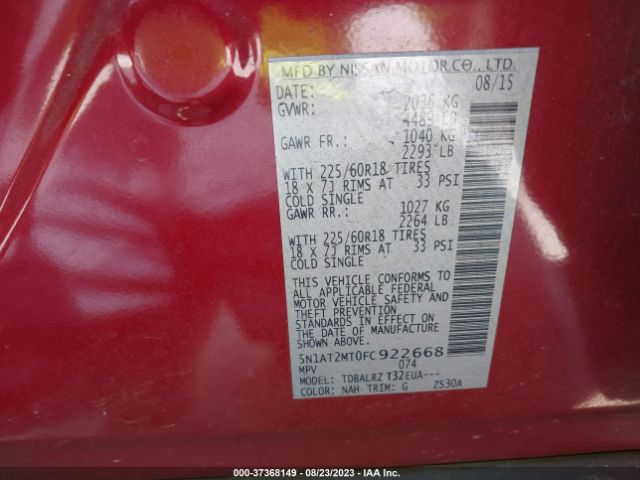 MFD BY NISSAN MOTOR CO., LTD.
DATE: 08/15
GVWR: 2036 KG
4489 LB
GAWR FR.: 1040 KG
2293 LB
WITH 225/60R18 TIRES
18 X 7J RIMS AT 33 PSI
COLD SINGLE
GAWR RR.: 1027 KG
2264 LB
WITH 225/60R18 TIRES
18 X 7J RIMS AT 33 PSI
COLD SINGLE
THIS VEHICLE CONFORMS TO
ALL APPLICABLE FEDERAL
MOTOR VEHICLE SAFETY AND
THEFT PREVENTION
STANDARDS IN EFFECT ON
THE DATE OF MANUFACTURE
SHOWN ABOVE.
5N1AT2MT0FC922668
MPV 074
MODEL: TDBALRZ T32EUA---
COLOR: NAH TRIM: G ZS30A
000-37368149 - 08/23/2023 - IAA Inc.